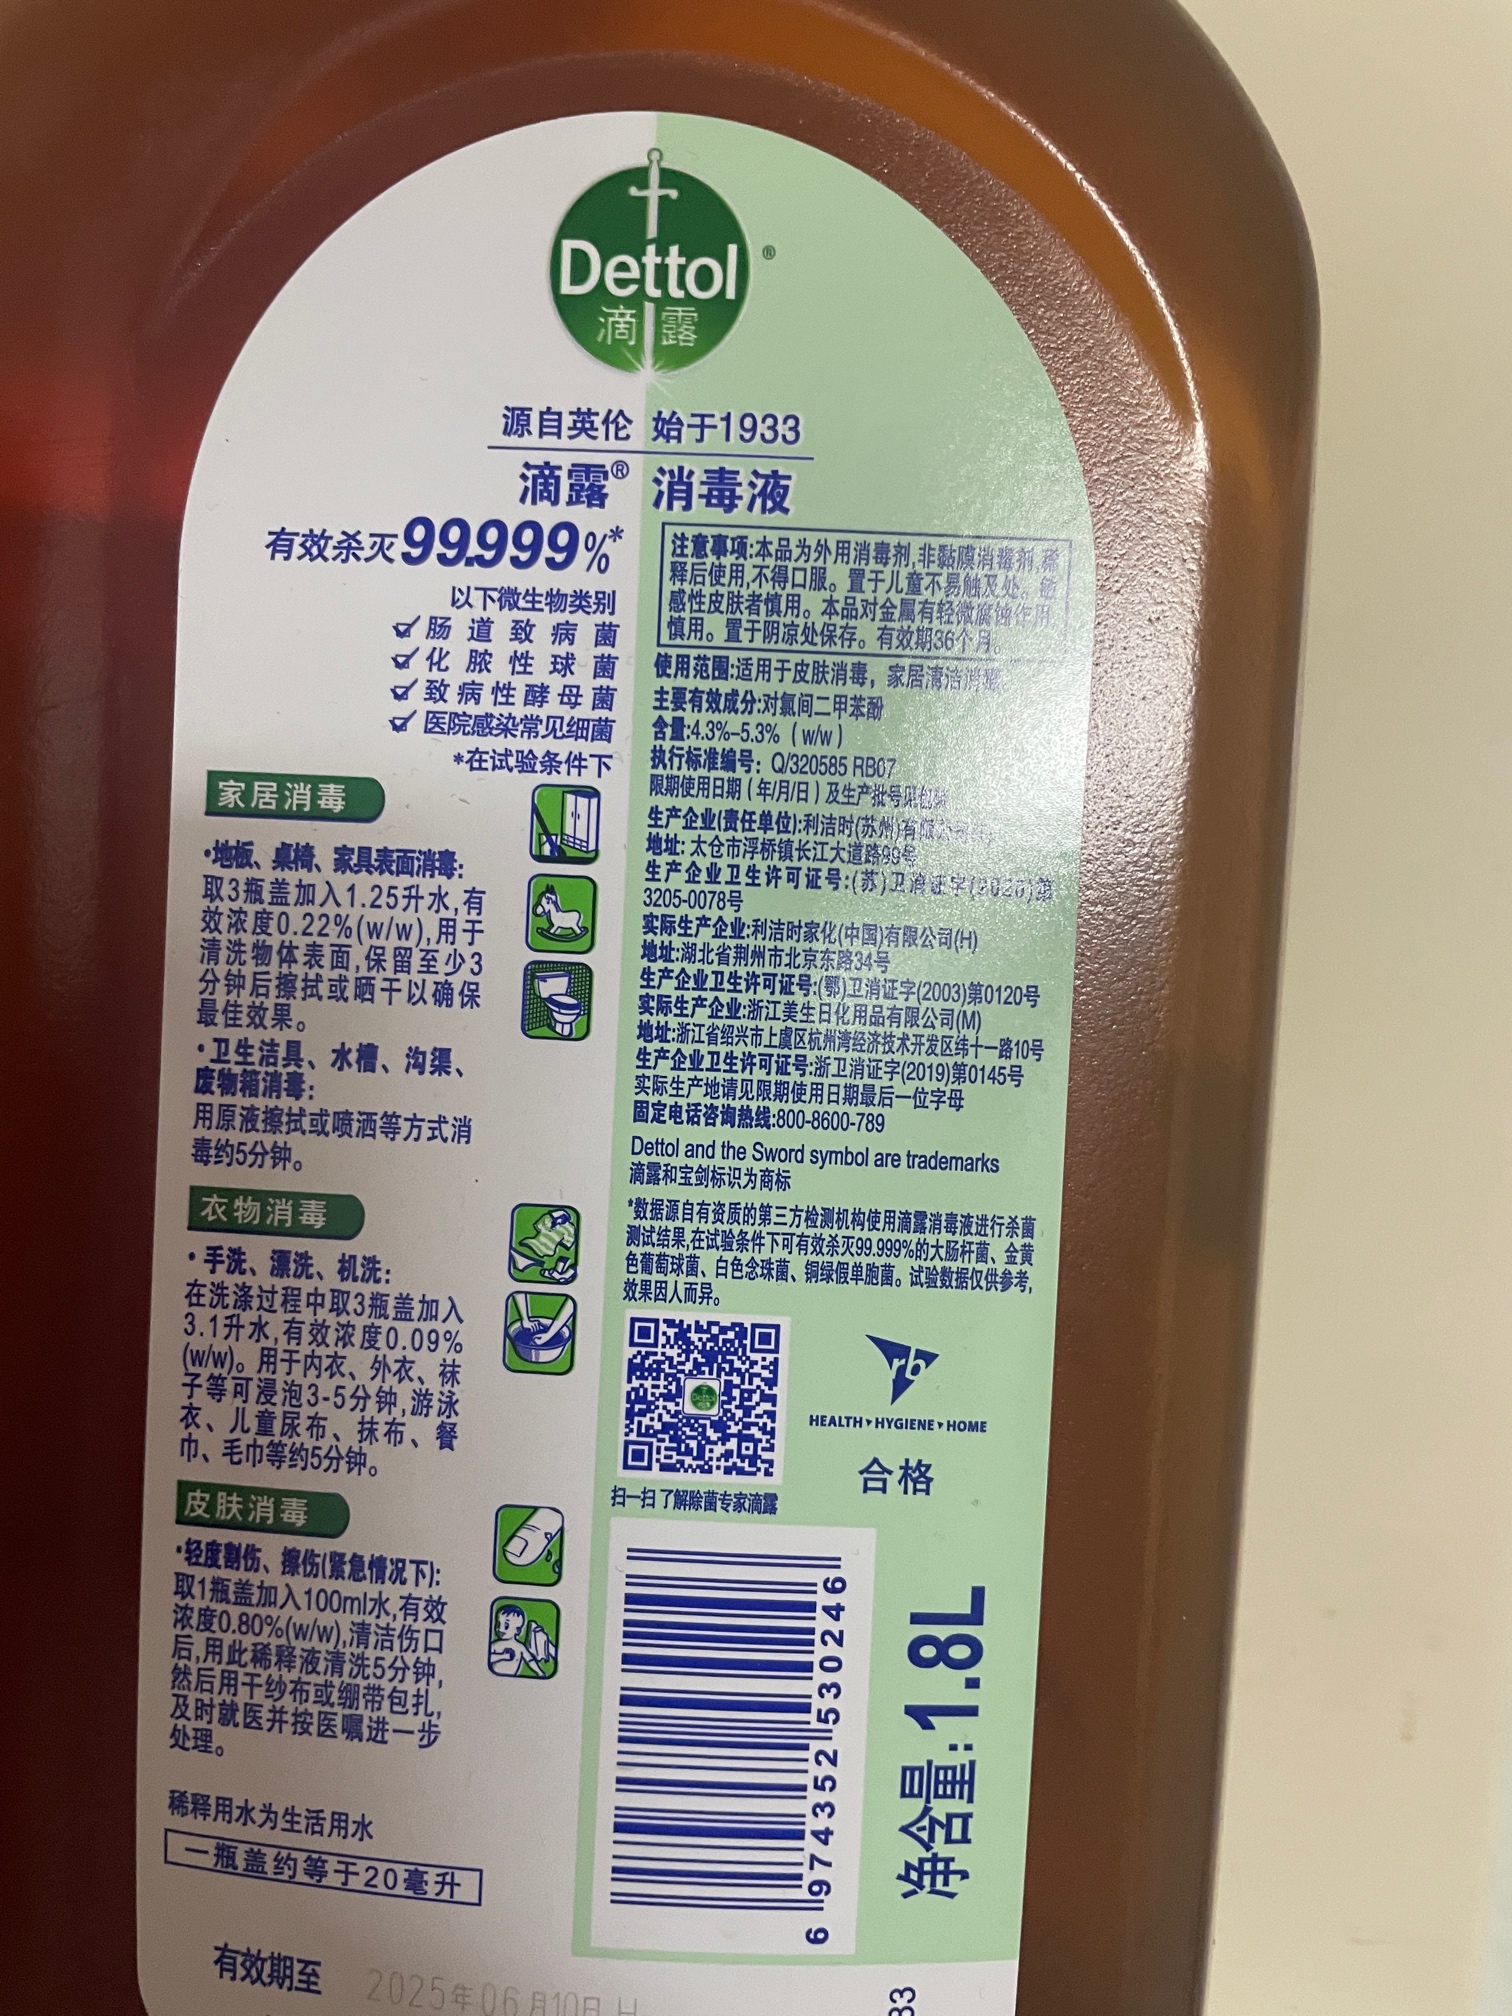 Dettol
滴露
®
源自英伦 始于1933
滴露® 消毒液
有效杀灭99.999%*
以下微生物类别
肠道致病菌
化脓性球菌
致病性酵母菌
医院感染常见细菌
*在试验条件下
家居消毒
·地板、桌椅、家具表面消毒:
取3瓶盖加入1.25升水,有
效浓度0.22%(w/w),用于
清洗物体表面,保留至少3
分钟后擦拭或晒干以确保
最佳效果。
·卫生洁具、水槽、沟渠、
废物箱消毒:
用原液擦拭或喷洒等方式消
毒约5分钟。
衣物消毒
·手洗、漂洗、机洗:
在洗涤过程中取3瓶盖加入
3.1升水,有效浓度0.09%
(w/w)。用于内衣、外衣、袜
子等可浸泡3-5分钟,游泳
衣、儿童尿布、抹布、餐
巾、毛巾等约5分钟。
皮肤消毒
·轻度割伤、擦伤(紧急情况下):
取1瓶盖加入100ml水,有效
浓度0.80%(w/w),清洁伤口
后,用此稀释液清洗5分钟,
然后用干纱布或绷带包扎,
及时就医并按医嘱进一步
处理。
稀释用水为生活用水
一瓶盖约等于20毫升
有效期至 2025年06月10日 H
注意事项:本品为外用消毒剂,非黏膜消毒剂,稀
释后使用,不得口服。置于儿童不易触及处。敏
感性皮肤者慎用。本品对金属有轻微腐蚀作用,
慎用。置于阴凉处保存。有效期36个月。
使用范围:适用于皮肤消毒，家居清洁消毒
主要有效成分:对氯间二甲苯酚
含量:4.3%–5.3%（w/w）
执行标准编号：Q/320585 RB07
限期使用日期（年/月/日）及生产批号见包装
生产企业(责任单位):利洁时(苏州)有限公司
地址: 太仓市浮桥镇长江大道路99号
生产企业卫生许可证号:(苏)卫消证字(2020)第
3205-0078号
实际生产企业:利洁时家化(中国)有限公司(H)
地址:湖北省荆州市北京东路34号
生产企业卫生许可证号:(鄂)卫消证字(2003)第0120号
实际生产企业:浙江美生日化用品有限公司(M)
地址:浙江省绍兴市上虞区杭州湾经济技术开发区纬十一路10号
生产企业卫生许可证号:浙卫消证字(2019)第0145号
实际生产地请见限期使用日期最后一位字母
固定电话咨询热线:800-8600-789
Dettol and the Sword symbol are trademarks
滴露和宝剑标识为商标
*数据源自有资质的第三方检测机构使用滴露消毒液进行杀菌
测试结果,在试验条件下可有效杀灭99.999%的大肠杆菌、金黄
色葡萄球菌、白色念珠菌、铜绿假单胞菌。试验数据仅供参考,
效果因人而异。
Dettol
rb
HEALTH▸HYGIENE▸HOME
合格
扫一扫 了解除菌专家滴露
6 974352 530246
净含量:1.8L
33